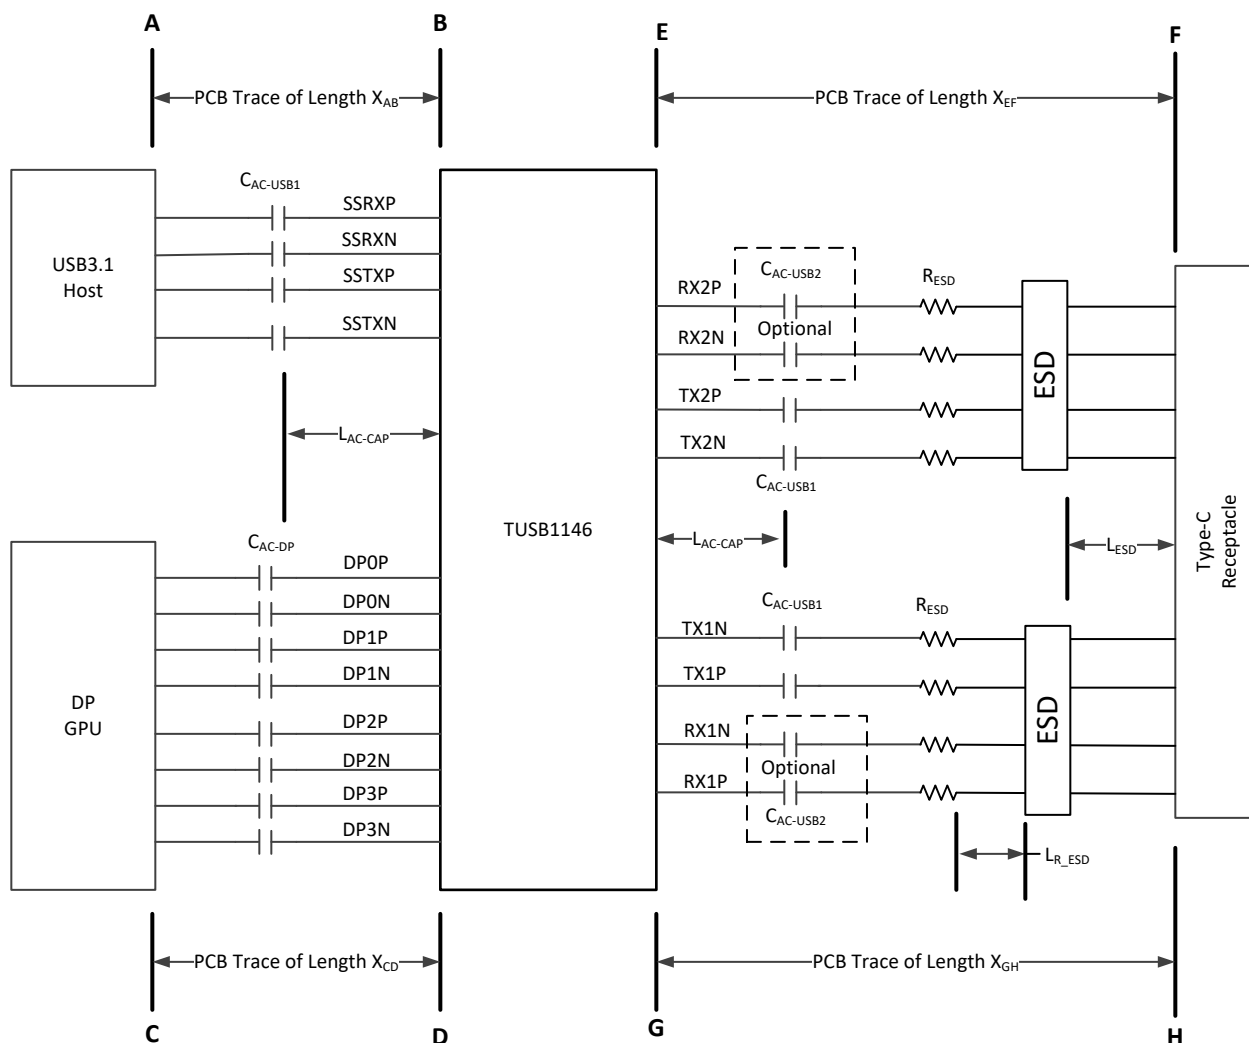 A
B
E
F
PCB Trace of Length XAB
PCB Trace of Length XEF
CAC-USB1
SSRXP
SSRXN
SSTXP
SSTXN
USB3.1
Host
CAC-USB2
Optional
RX2P
RX2N
TX2P
TX2N
RESD
ESD
CAC-USB1
LAC-CAP
TUSB1146
LAC-CAP
LESD
Type-C
Receptacle
CAC-DP
DP0P
DP0N
DP1P
DP1N
DP2P
DP2N
DP3P
DP3N
DP
GPU
CAC-USB1
RESD
TX1N
TX1P
RX1N
RX1P
Optional
CAC-USB2
ESD
LR_ESD
PCB Trace of Length XCD
PCB Trace of Length XGH
C
D
G
H